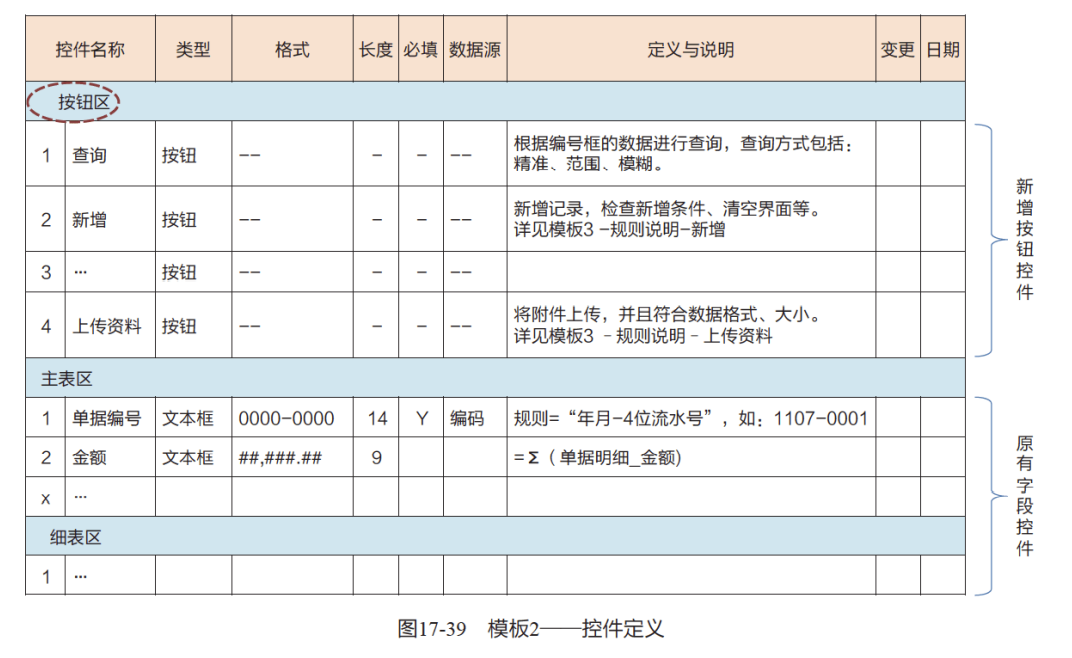 控件名称 类型 格式 长度 必填 数据源 定义与说明 变更 日期
按钮区
1 查询 按钮 -- - - -- 根据编号框的数据进行查询，查询方式包括：
精准、范围、模糊。
2 新增 按钮 -- - - -- 新增记录，检查新增条件、清空界面等。
详见模板3 -规则说明-新增
3 … 按钮 -- - - --
4 上传资料 按钮 -- - - -- 将附件上传，并且符合数据格式、大小。
详见模板3 - 规则说明 - 上传资料
新增按钮控件
主表区
1 单据编号 文本框 0000-0000 14 Y 编码 规则=“年月-4位流水号”，如：1107-0001
2 金额 文本框 ##,###.## 9 =Σ（单据明细_金额)
x …
细表区
1 …
原有字段控件
图17-39 模板2——控件定义